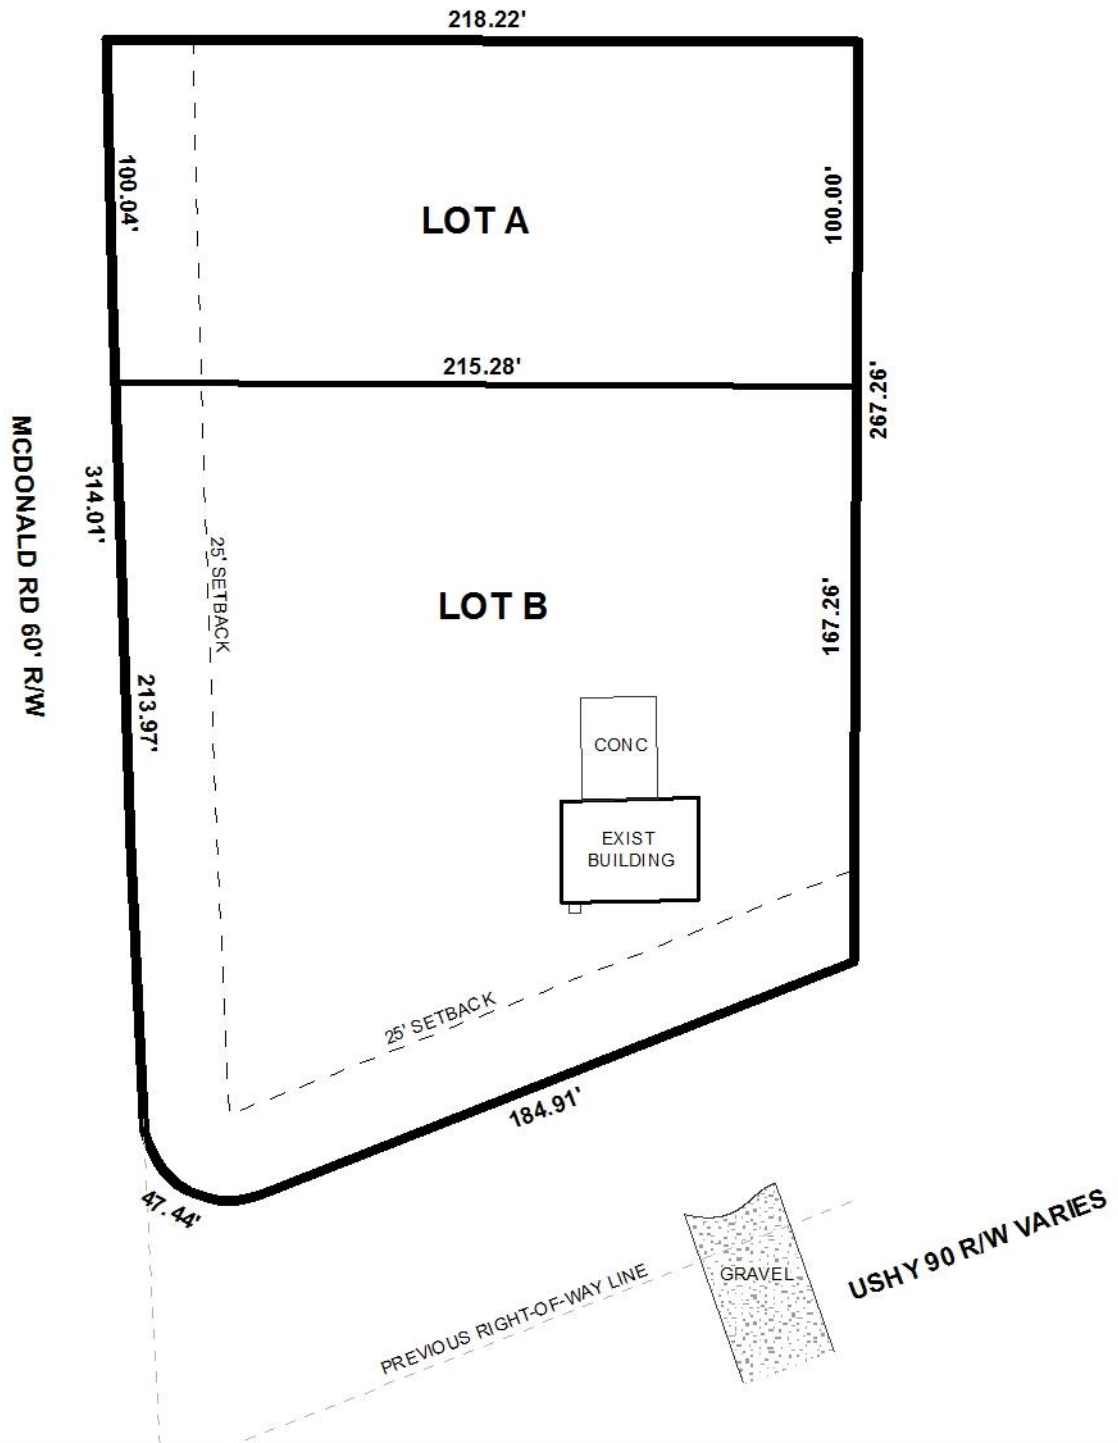 218.22'
100.04'
LOT A
100.00'
215.28'
267.26'
MCDONALD RD 60' R/W
314.01'
25' SETBACK
LOT B
167.26'
213.97'
CONC
EXIST
BUILDING
25' SETBACK
184.91'
47.44'
GRAVEL
USHY 90 R/W VARIES
PREVIOUS RIGHT-OF-WAY LINE